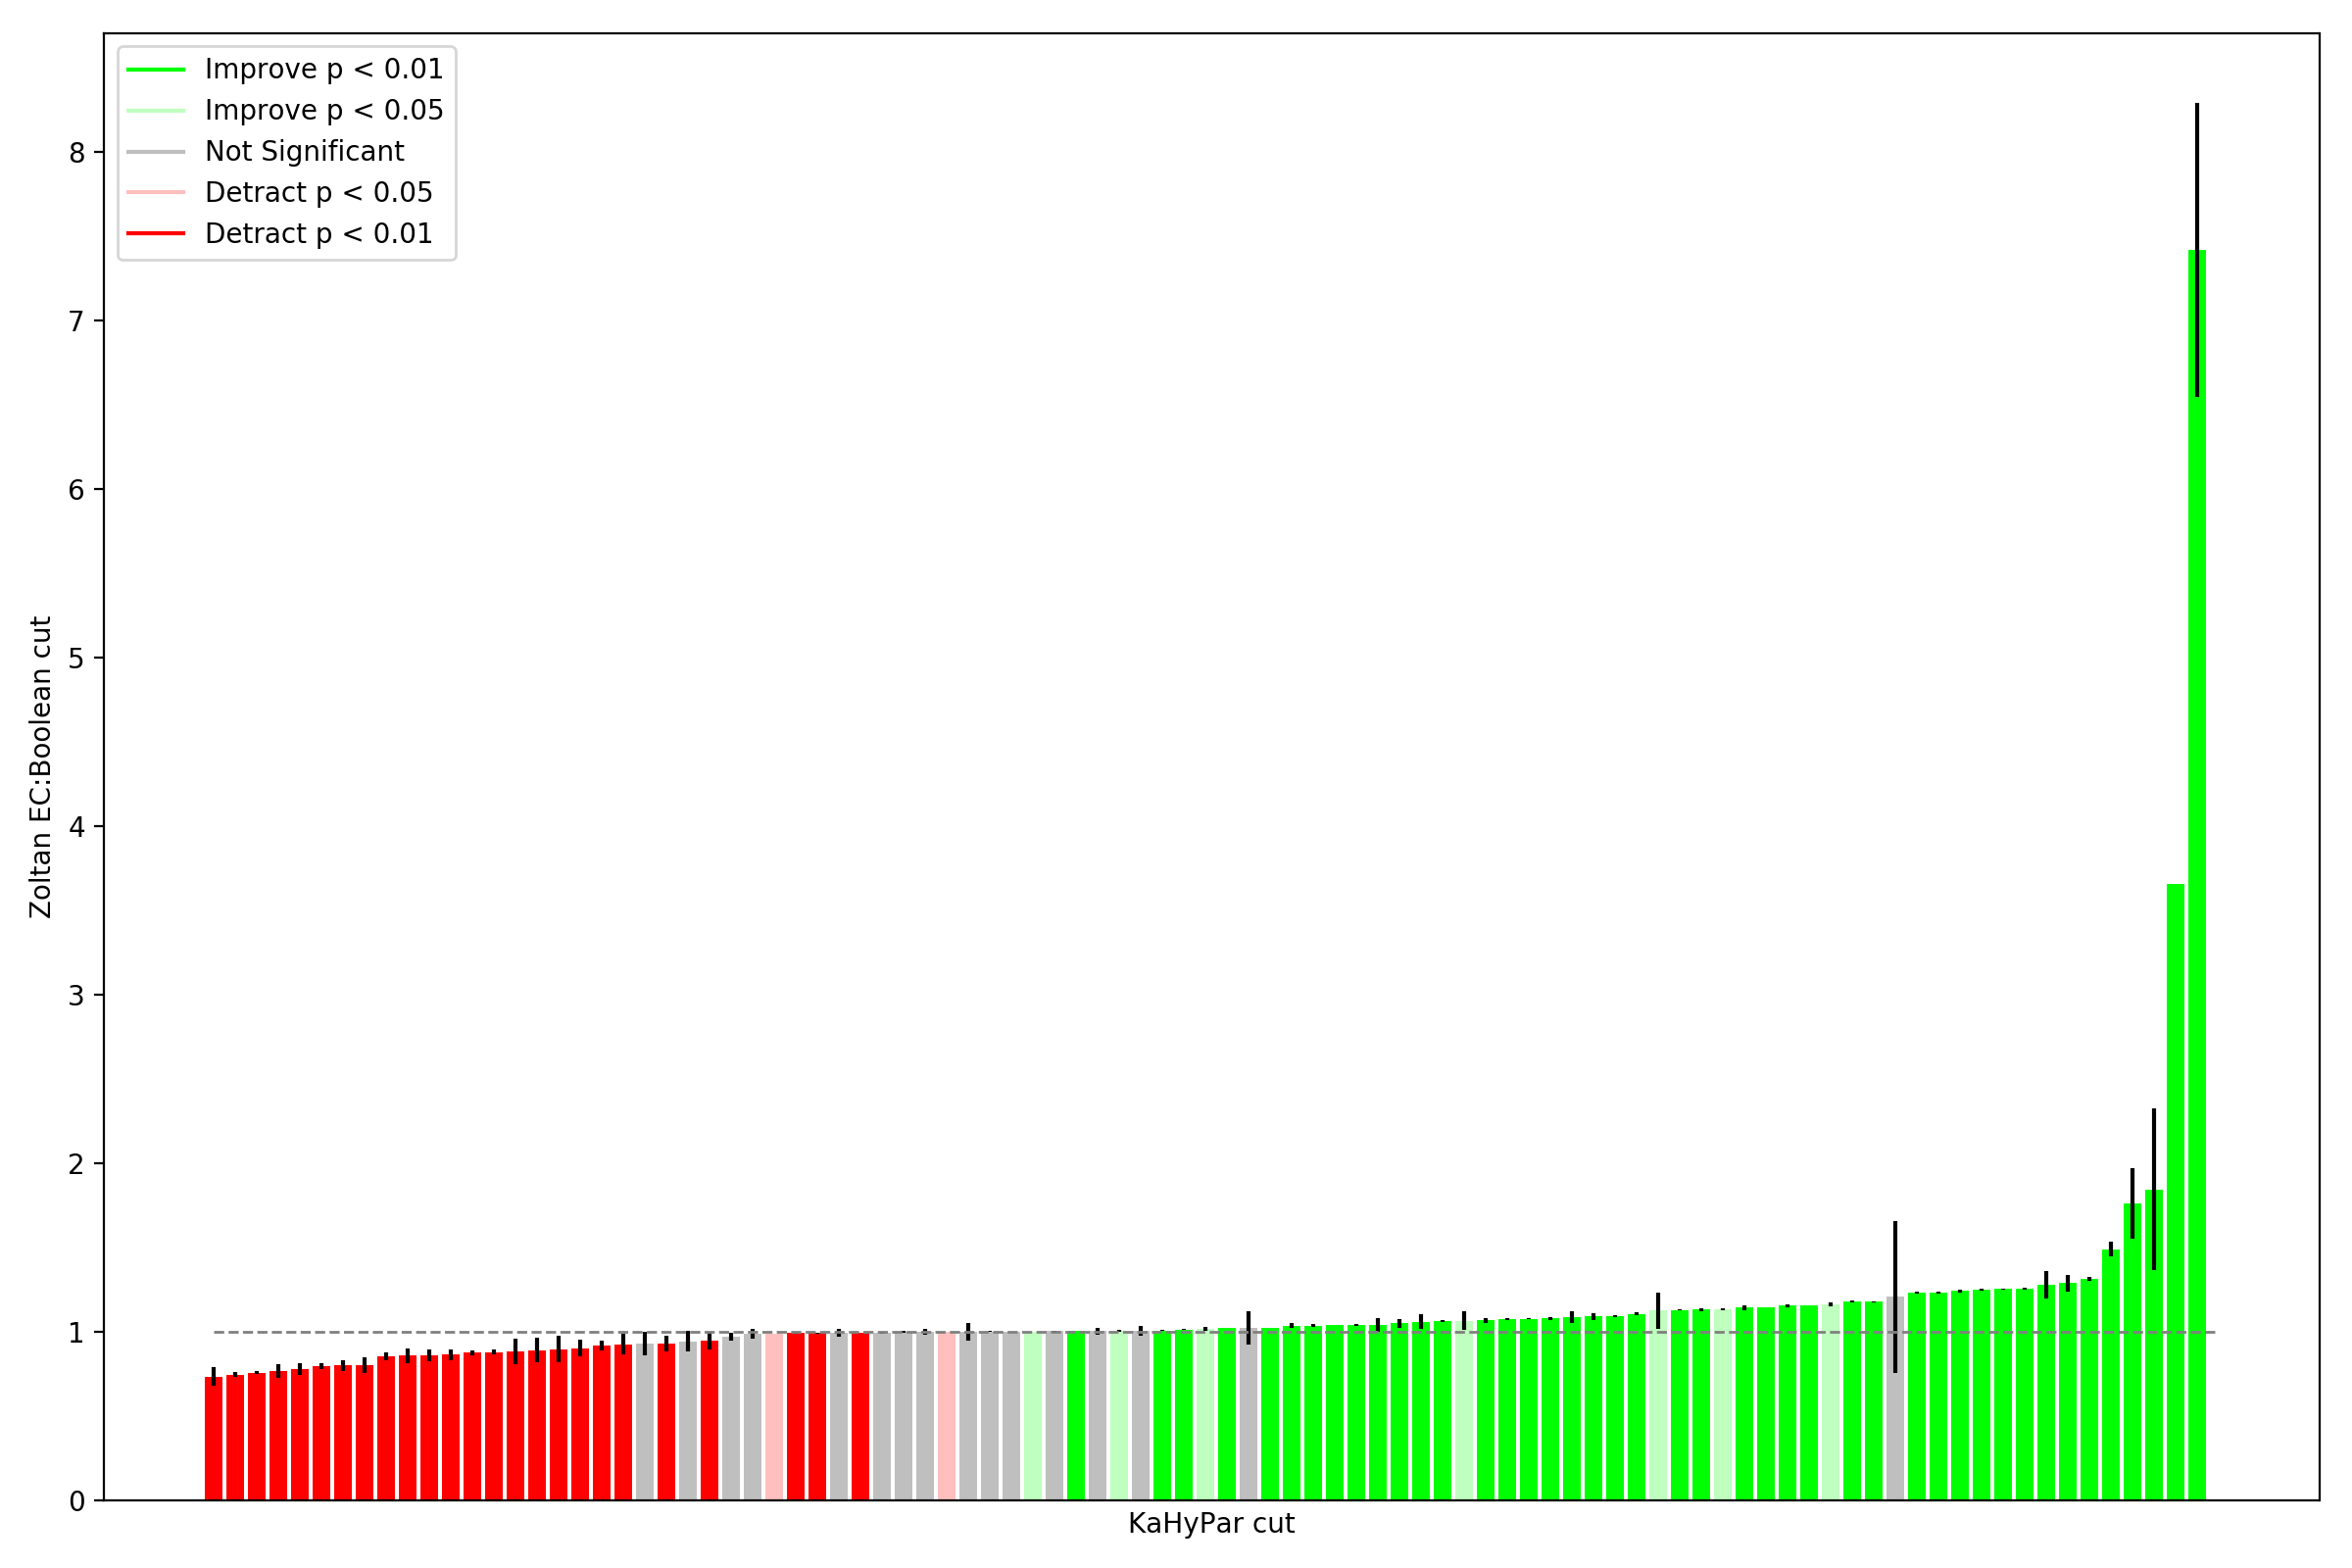 Improve p < 0.01
Improve p < 0.05
Not Significant
Detract p < 0.05
Detract p < 0.01
8
7
6
5
4
3
2
1
0
Zoltan EC:Boolean cut
KaHyPar cut